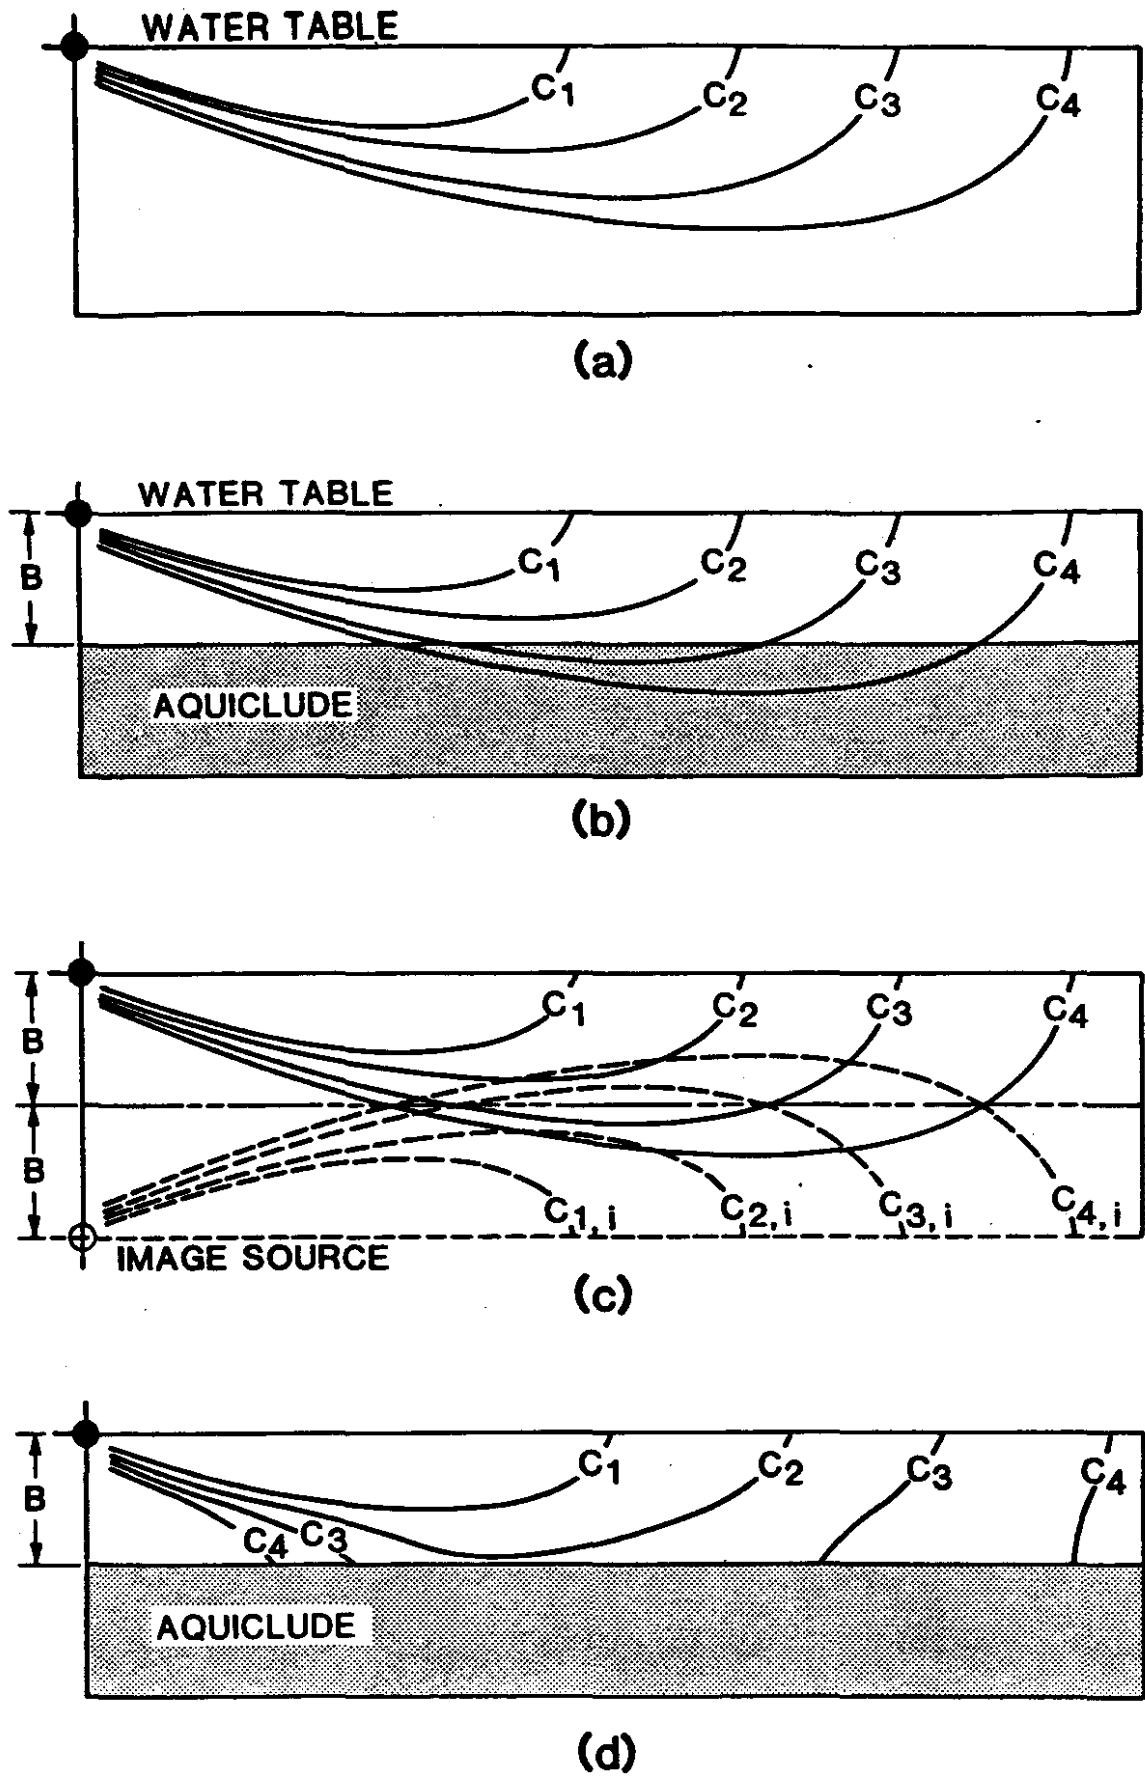 WATER TABLE
C1 C2 C3 C4
(a)
WATER TABLE
B
C1 C2 C3 C4
AQUICLUDE
(b)
B
C1 C2 C3 C4
B
C1,i C2,i C3,i C4,i
IMAGE SOURCE
(c)
B
C1 C2 C3 C4
C4 C3
AQUICLUDE
(d)